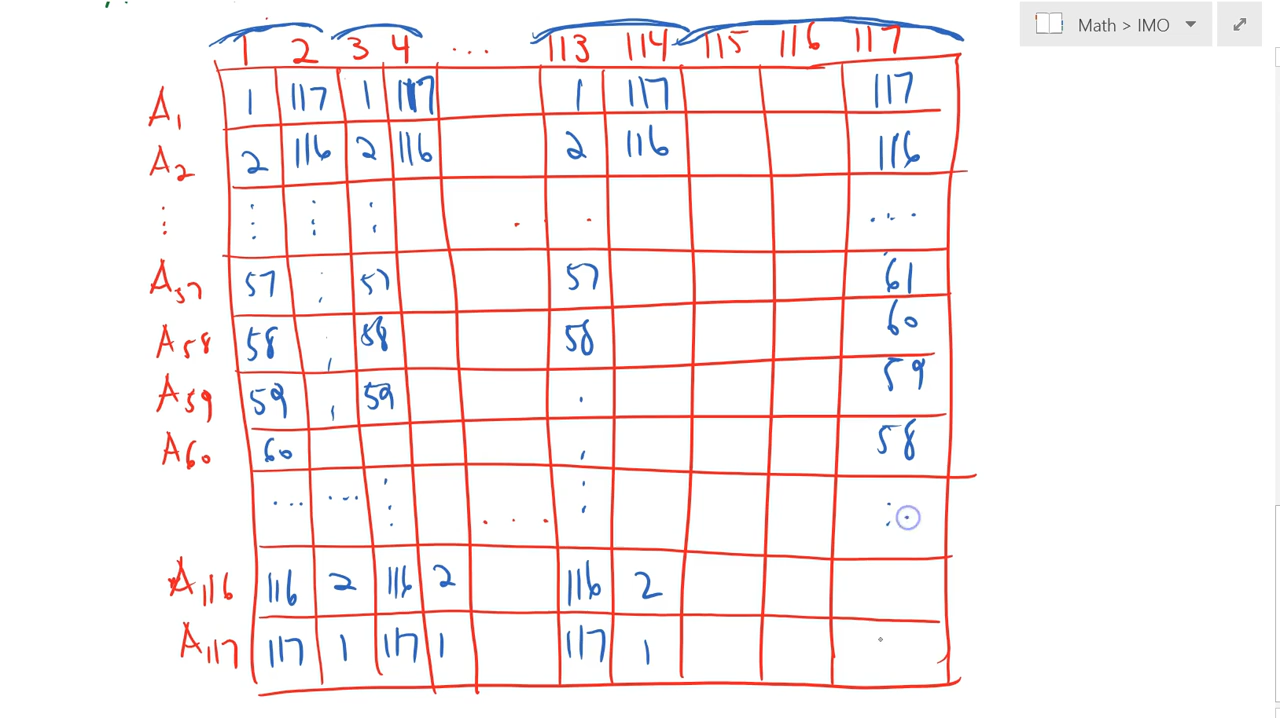 Math > IMO
1 2 3 4 ... 113 114 115 116 117
A1 1 117 1 117 1 117 117
A2 2 116 2 116 2 116 116
⋮ ⋮ ⋮ ⋮ . . ...
A57 57 . 57 57 61
A58 58 , 58 58 60
A59 59 , 59 . 59
A60 60 , 58
... ... ⋮ ... ⋮ ⋮
A116 116 2 116 2 116 2
A117 117 1 117 1 117 1